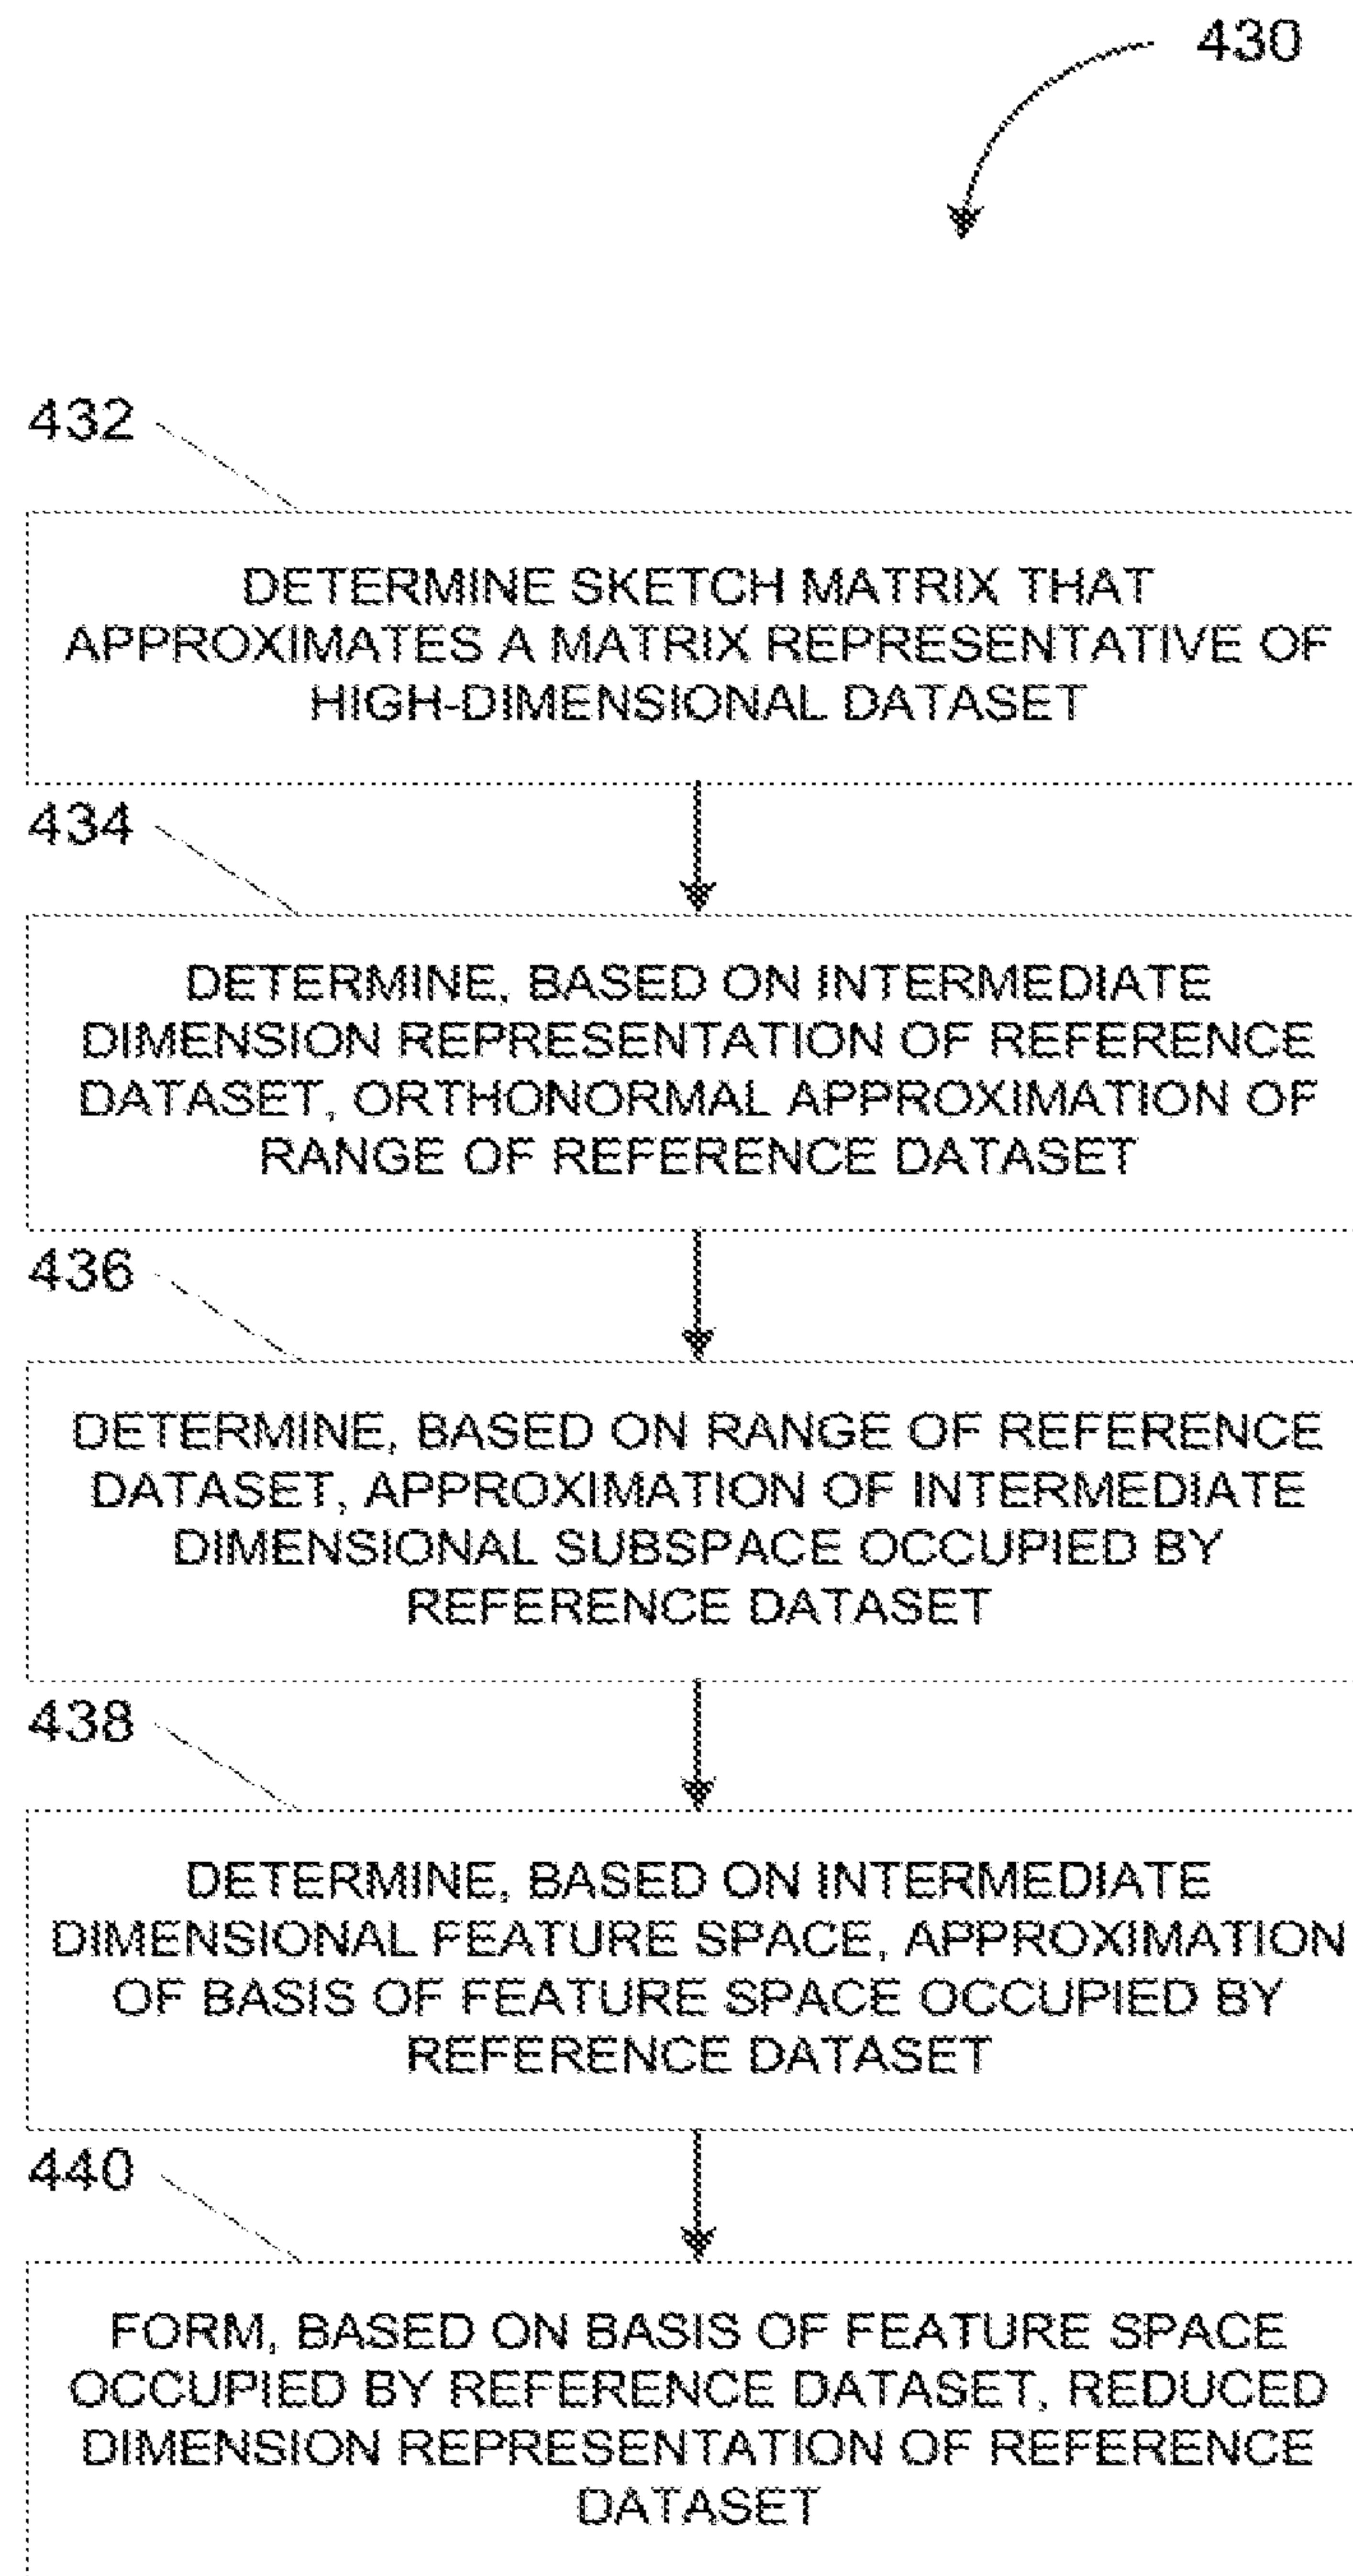 430
432
DETERMINE SKETCH MATRIX THAT
APPROXIMATES A MATRIX REPRESENTATIVE OF
HIGH-DIMENSIONAL DATASET
434
DETERMINE, BASED ON INTERMEDIATE
DIMENSION REPRESENTATION OF REFERENCE
DATASET, ORTHONORMAL APPROXIMATION OF
RANGE OF REFERENCE DATASET
436
DETERMINE, BASED ON RANGE OF REFERENCE
DATASET, APPROXIMATION OF INTERMEDIATE
DIMENSIONAL SUBSPACE OCCUPIED BY
REFERENCE DATASET
438
DETERMINE, BASED ON INTERMEDIATE
DIMENSIONAL FEATURE SPACE, APPROXIMATION
OF BASIS OF FEATURE SPACE OCCUPIED BY
REFERENCE DATASET
440
FORM, BASED ON BASIS OF FEATURE SPACE
OCCUPIED BY REFERENCE DATASET, REDUCED
DIMENSION REPRESENTATION OF REFERENCE
DATASET